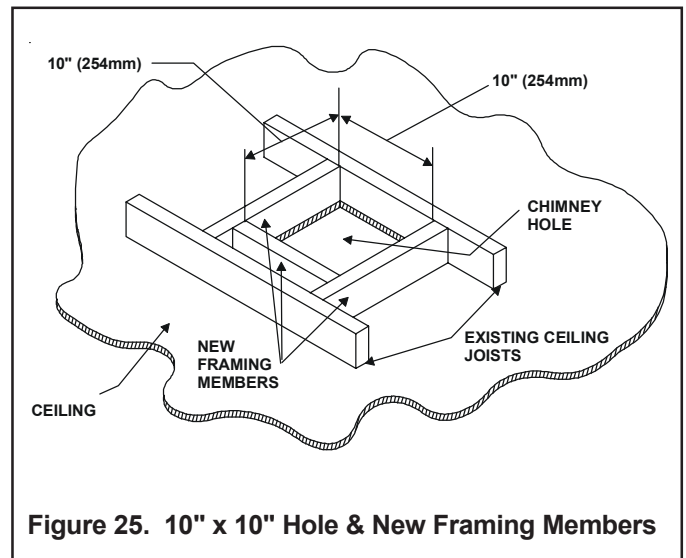 10" (254mm)
10" (254mm)
CHIMNEY
HOLE
NEW
FRAMING
MEMBERS
EXISTING CEILING
JOISTS
CEILING
Figure 25. 10" x 10" Hole & New Framing Members